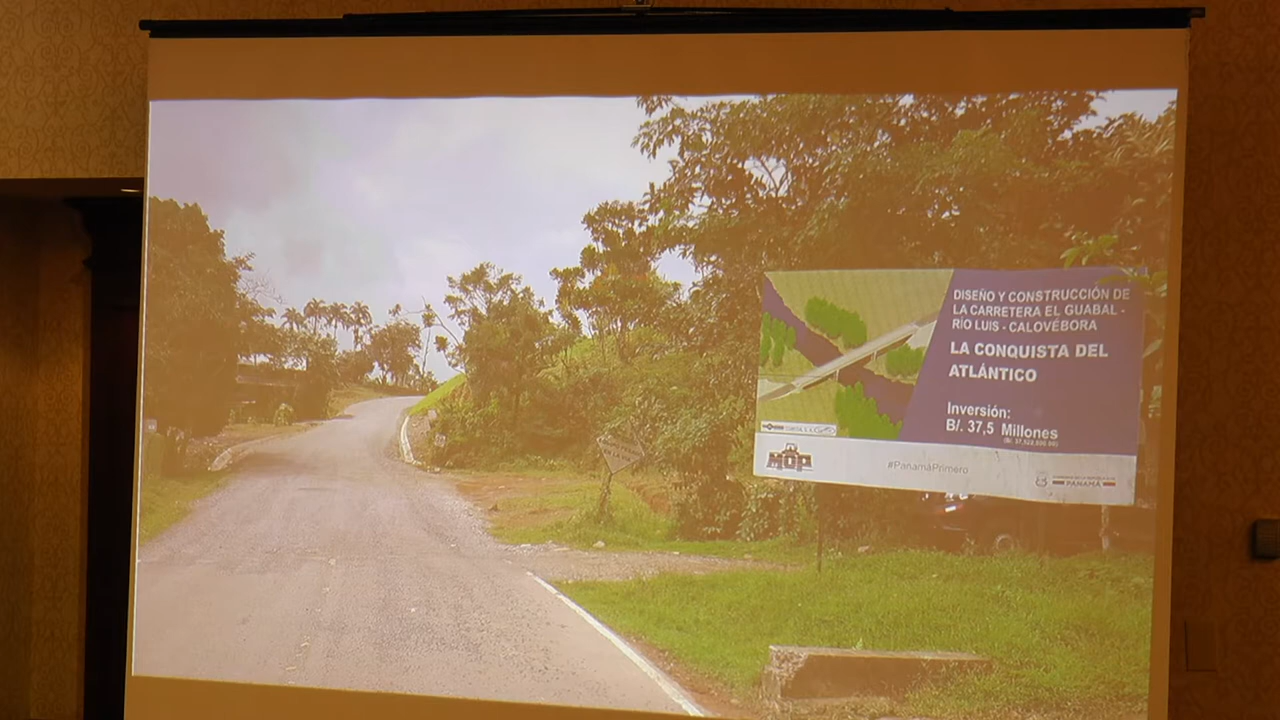 DISEÑO Y CONSTRUCCIÓN DE
LA CARRETERA EL GUABAL -
RÍO LUIS - CALOVÉBORA
LA CONQUISTA DEL
ATLÁNTICO
Inversión:
B/. 37,5 Millones
MOP
#PanamáPrimero
PANAMÁ